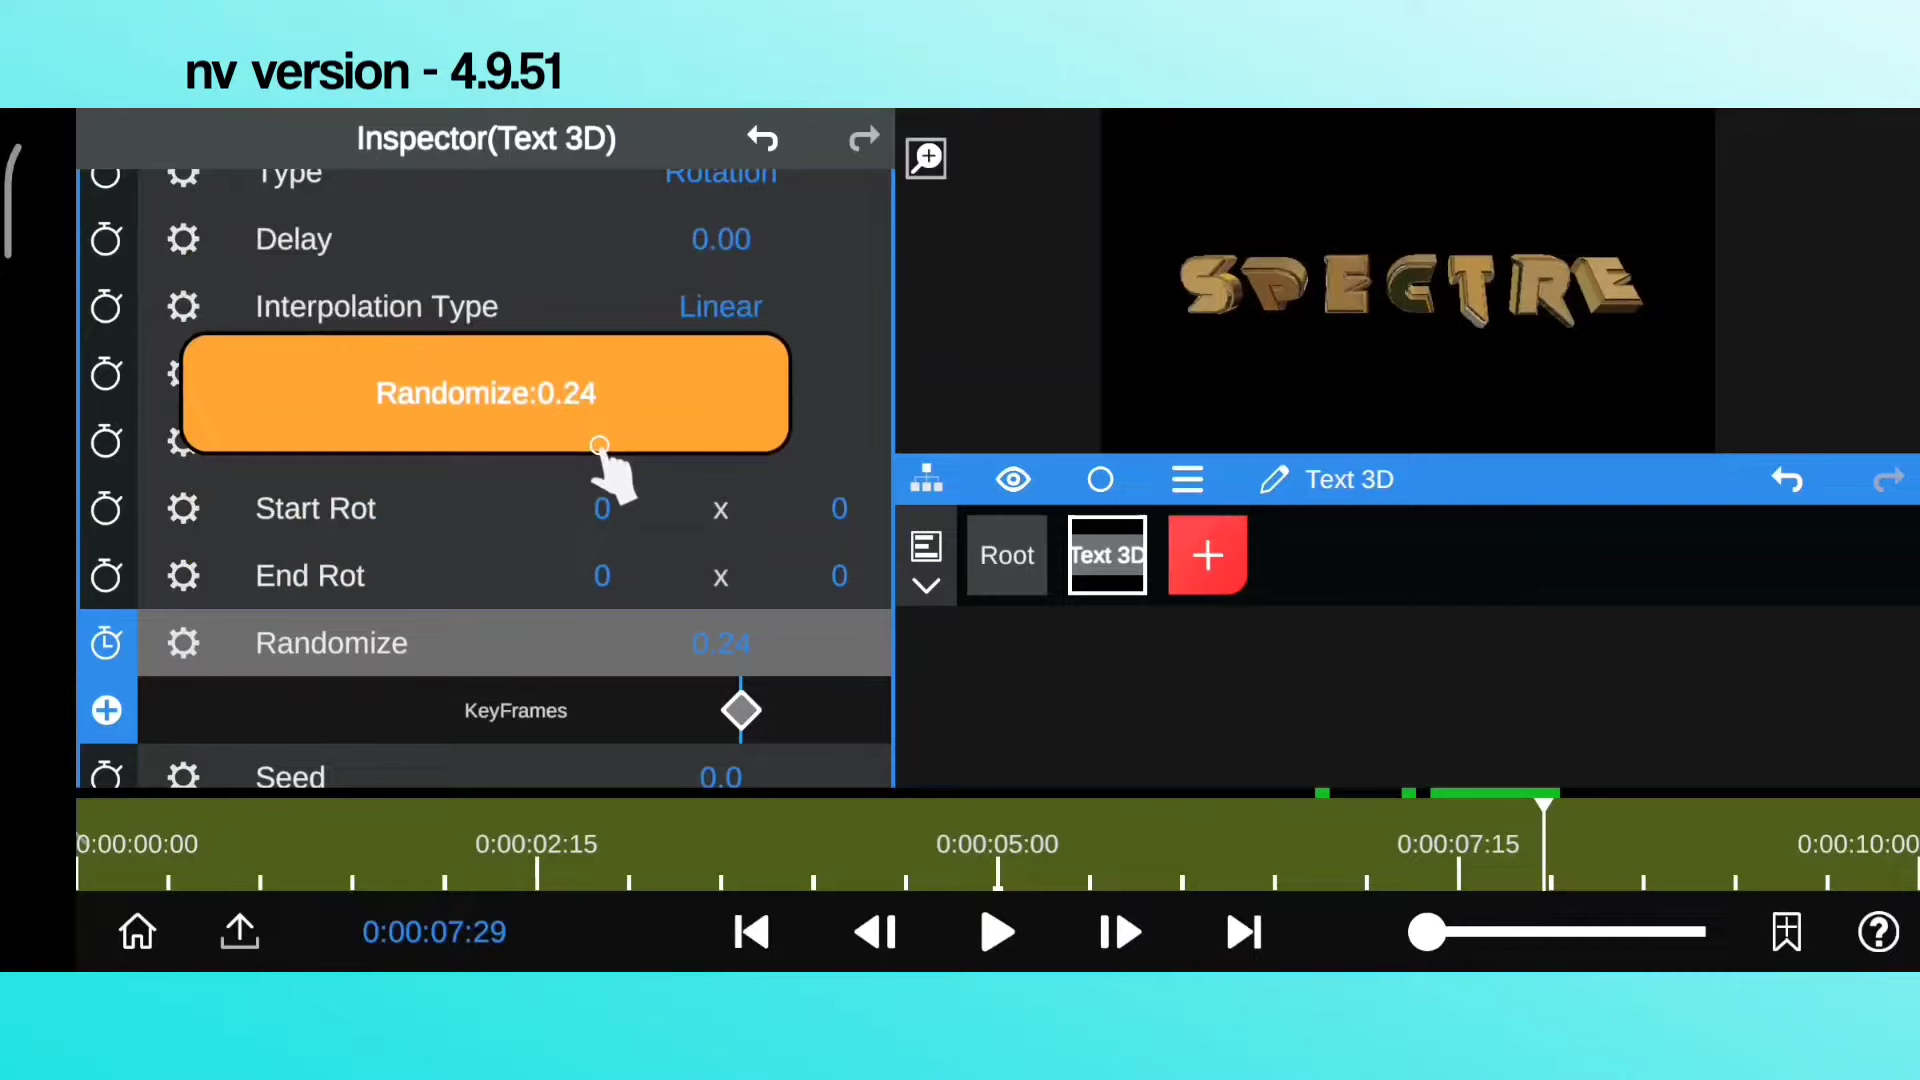 nv version - 4.9.51
Inspector(Text 3D)
Type Rotation
Delay 0.00
Interpolation Type Linear
Randomize:0.24
Start Rot 0 x 0
End Rot 0 x 0
Randomize 0.24
KeyFrames
Seed 0.0
SPECTRE
Text 3D
Root Text 3D
0:00:00:00 0:00:02:15 0:00:05:00 0:00:07:15 0:00:10:00
0:00:07:29